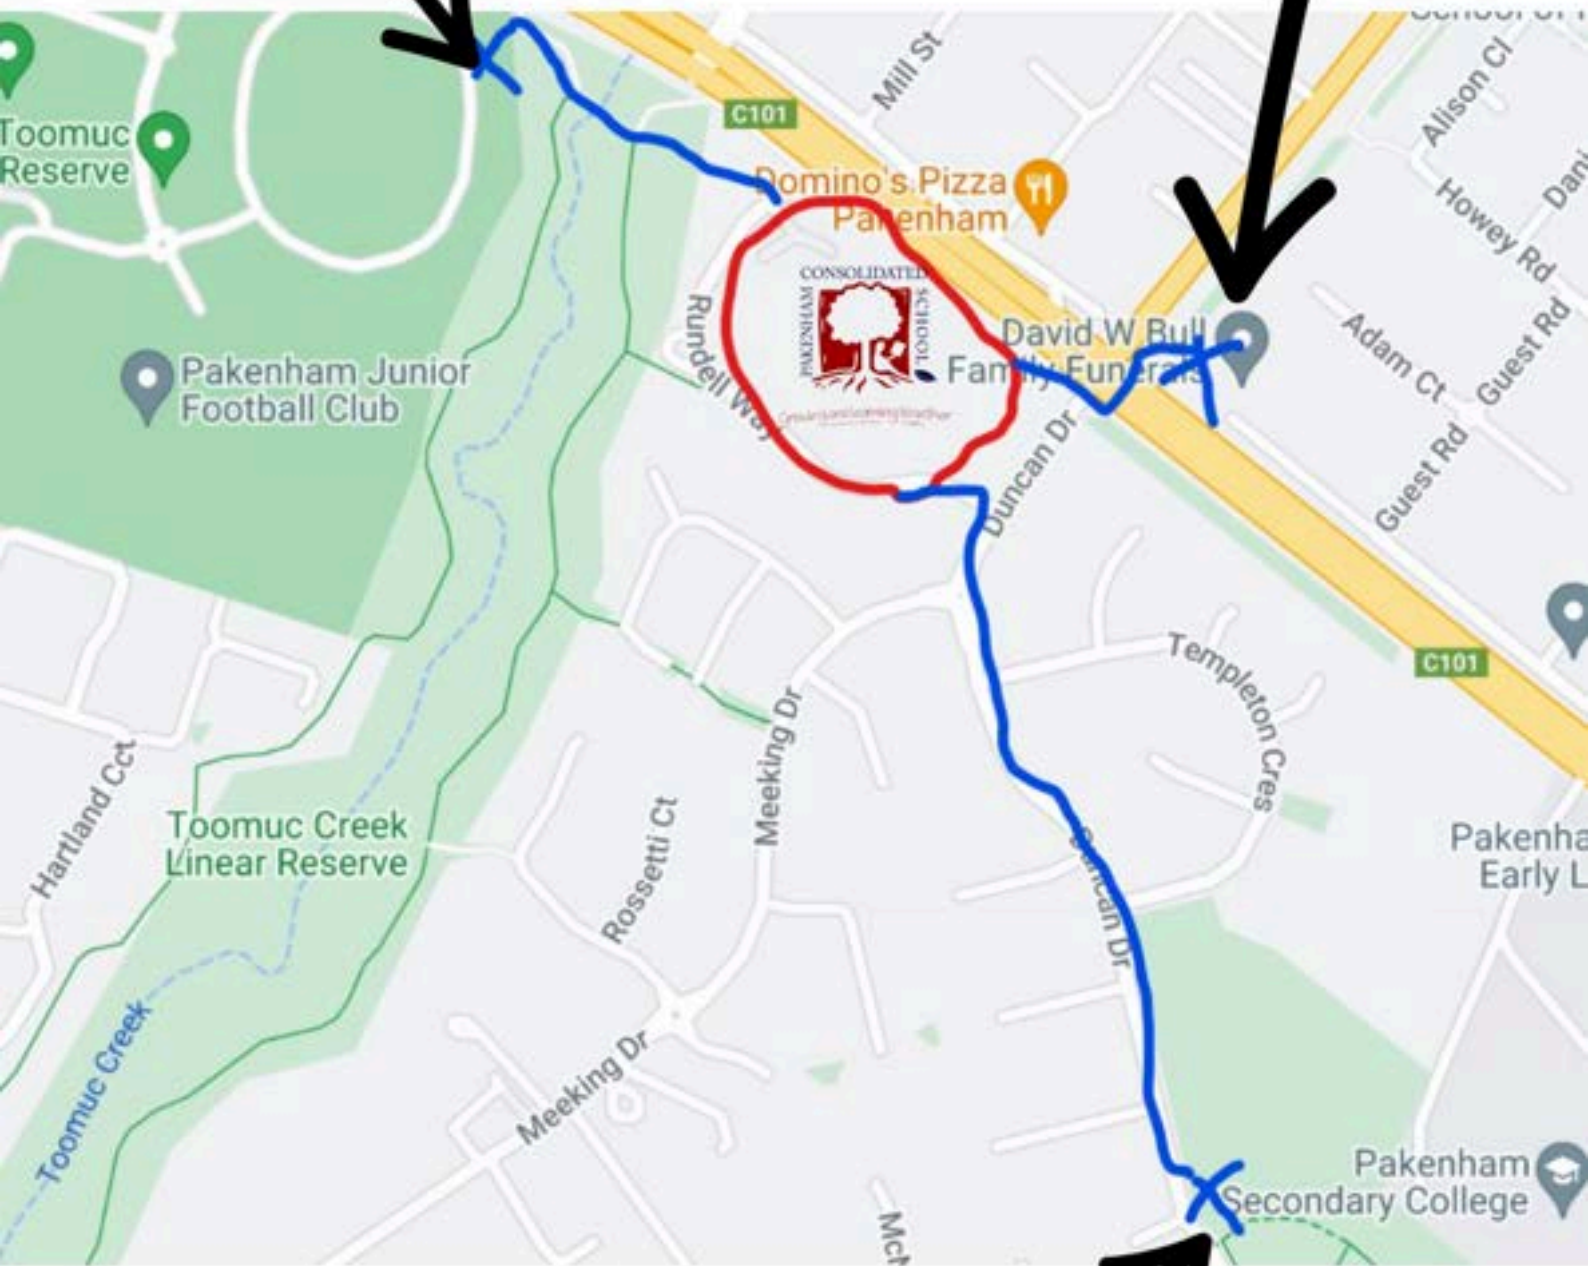 Mill St
Alison Cl
C101
Toomuc
Reserve
Domino's Pizza
Pakenham
Howey Rd
CONSOLIDATED
PAKENHAM
SCHOOL
Rundell Way
David W Bull
Family Funerals
Adam Ct
Guest Rd
Pakenham Junior
Football Club
Duncan Dr
Guest Rd
Templeton Cres
C101
Meeking Dr
Hartland Cct
Toomuc Creek
Linear Reserve
Rossetti Ct
Duncan Dr
Pakenha
Early L
Toomuc Creek
Meeking Dr
Pakenham
Secondary College
McN